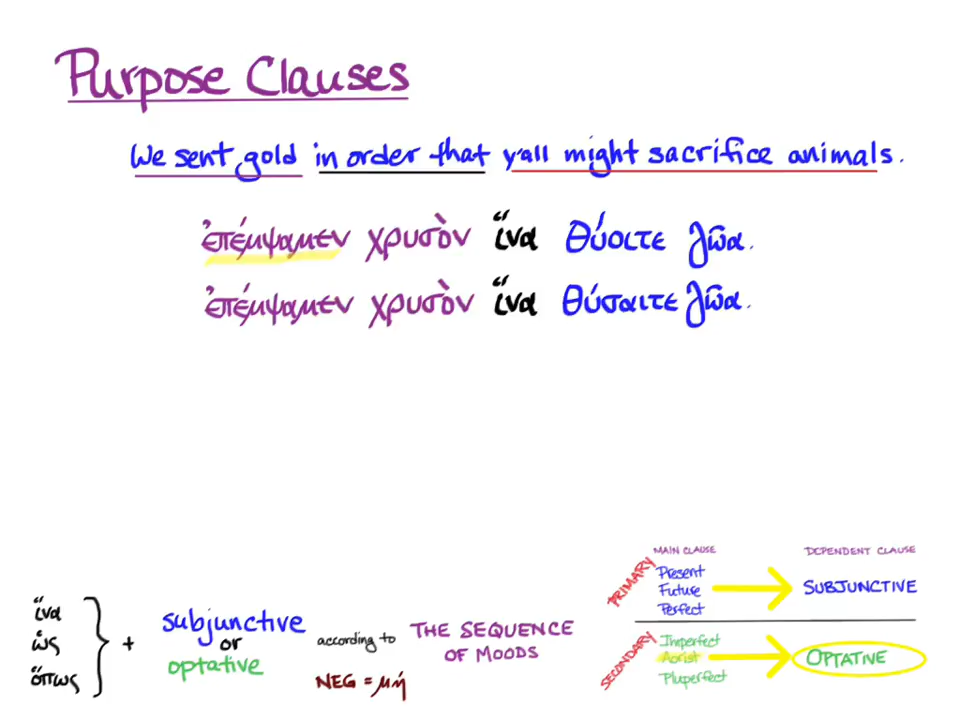 Purpose Clauses
We sent gold in order that y'all might sacrifice animals.
ἐπέμψαμεν χρυσὸν ἵνα θύοιτε ζῷα.
ἐπέμψαμεν χρυσὸν ἵνα θύσαιτε ζῷα.
ἵνα
ὡς
ὅπως
+
subjunctive
or
optative
according to
NEG = μή
THE SEQUENCE
OF MOODS
MAIN CLAUSE
DEPENDENT CLAUSE
PRIMARY
Present
Future
Perfect
SUBJUNCTIVE
SECONDARY
Imperfect
Aorist
Pluperfect
OPTATIVE